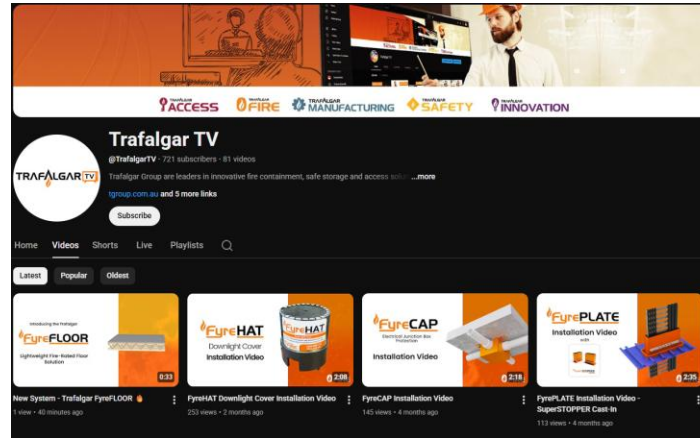 TRAFALGAR ACCESS
TRAFALGAR FIRE
TRAFALGAR MANUFACTURING
TRAFALGAR SAFETY
TRAFALGAR INNOVATION
TRAFALGAR TV
Trafalgar TV
@TrafalgarTV · 721 subscribers · 81 videos
Trafalgar Group are leaders in innovative fire containment, safe storage and access ...more
tgroup.com.au and 5 more links
Subscribe
Home Videos Shorts Live Playlists
Latest Popular Oldest
Introducing the Trafalgar
FyreFLOOR
Lightweight Fire-Rated Floor
Solution
0:33
New System - Trafalgar FyreFLOOR 🔥
1 view • 40 minutes ago
FyreHAT
Downlight Cover
Installation Video
FyreHAT
2:08
FyreHAT Downlight Cover Installation Video
253 views • 2 months ago
FyreCAP
Electrical Junction Box
Protection
Installation Video
2:18
FyreCAP Installation Video
145 views • 4 months ago
FyrePLATE
Installation Video
with
2:35
FyrePLATE Installation Video -
SuperSTOPPER Cast-In
113 views • 4 months ago